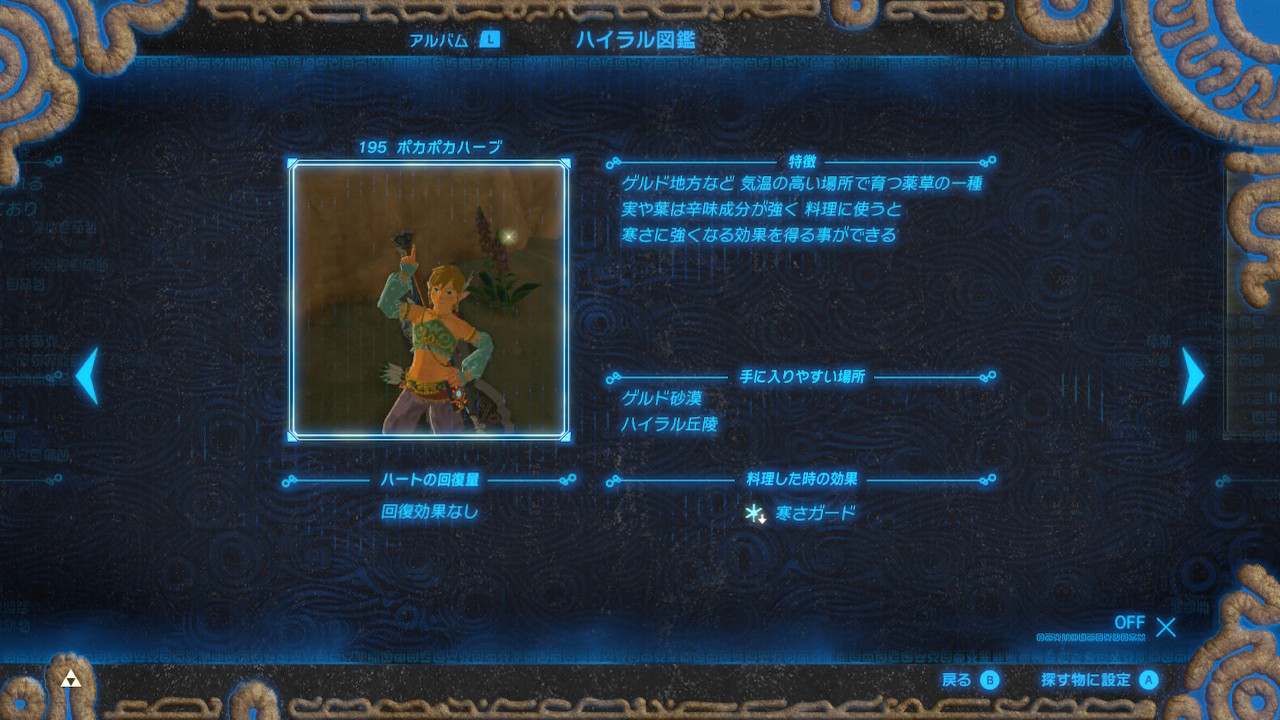 アルバム L
ハイラル図鑑
195 ポカポカハーブ
特徴
ゲルド地方など 気温の高い場所で育つ薬草の一種
実や葉は辛味成分が強く 料理に使うと
寒さに強くなる効果を得る事ができる
手に入りやすい場所
ゲルド砂漠
ハイラル丘陵
ハートの回復量
回復効果なし
料理した時の効果
寒さガード
OFF
戻る B
探す物に設定 A